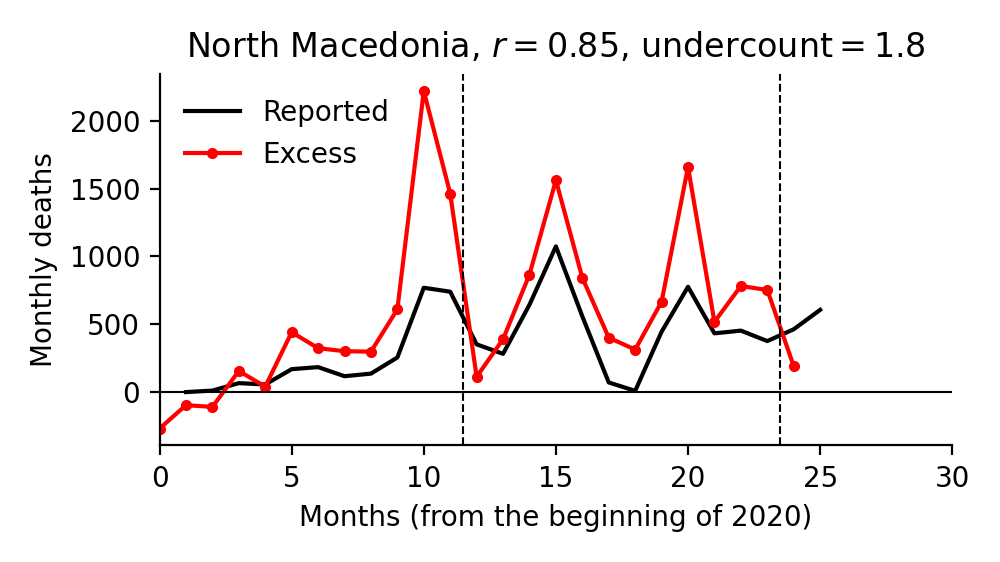 North Macedonia, r = 0.85, undercount = 1.8
Reported
Excess
Monthly deaths
2000
1500
1000
500
0
0 5 10 15 20 25 30
Months (from the beginning of 2020)